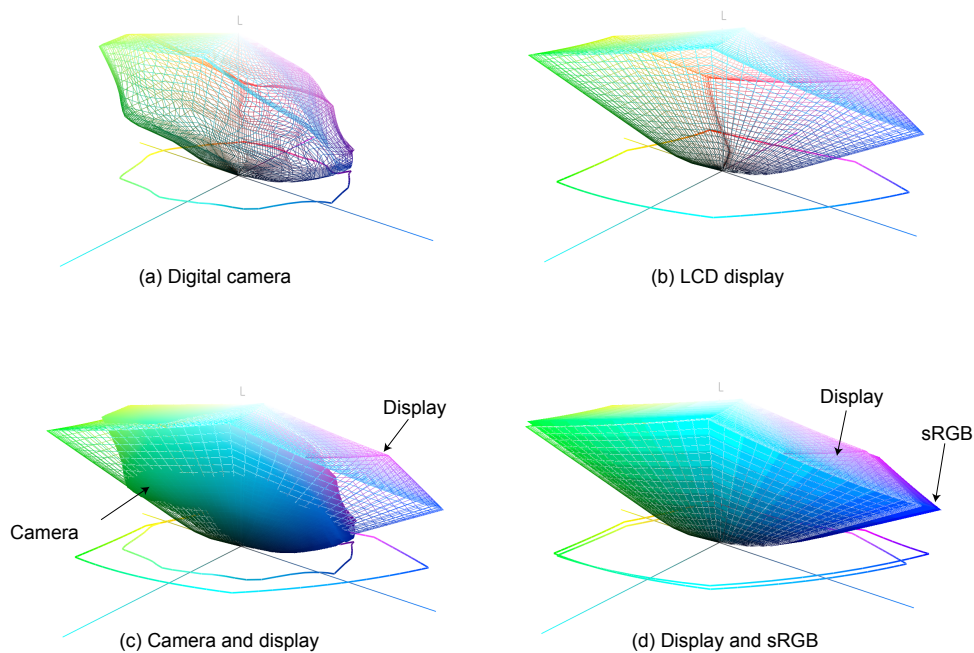 L
L
(a) Digital camera
(b) LCD display
L
L
Display
Display
sRGB
Camera
(c) Camera and display
(d) Display and sRGB